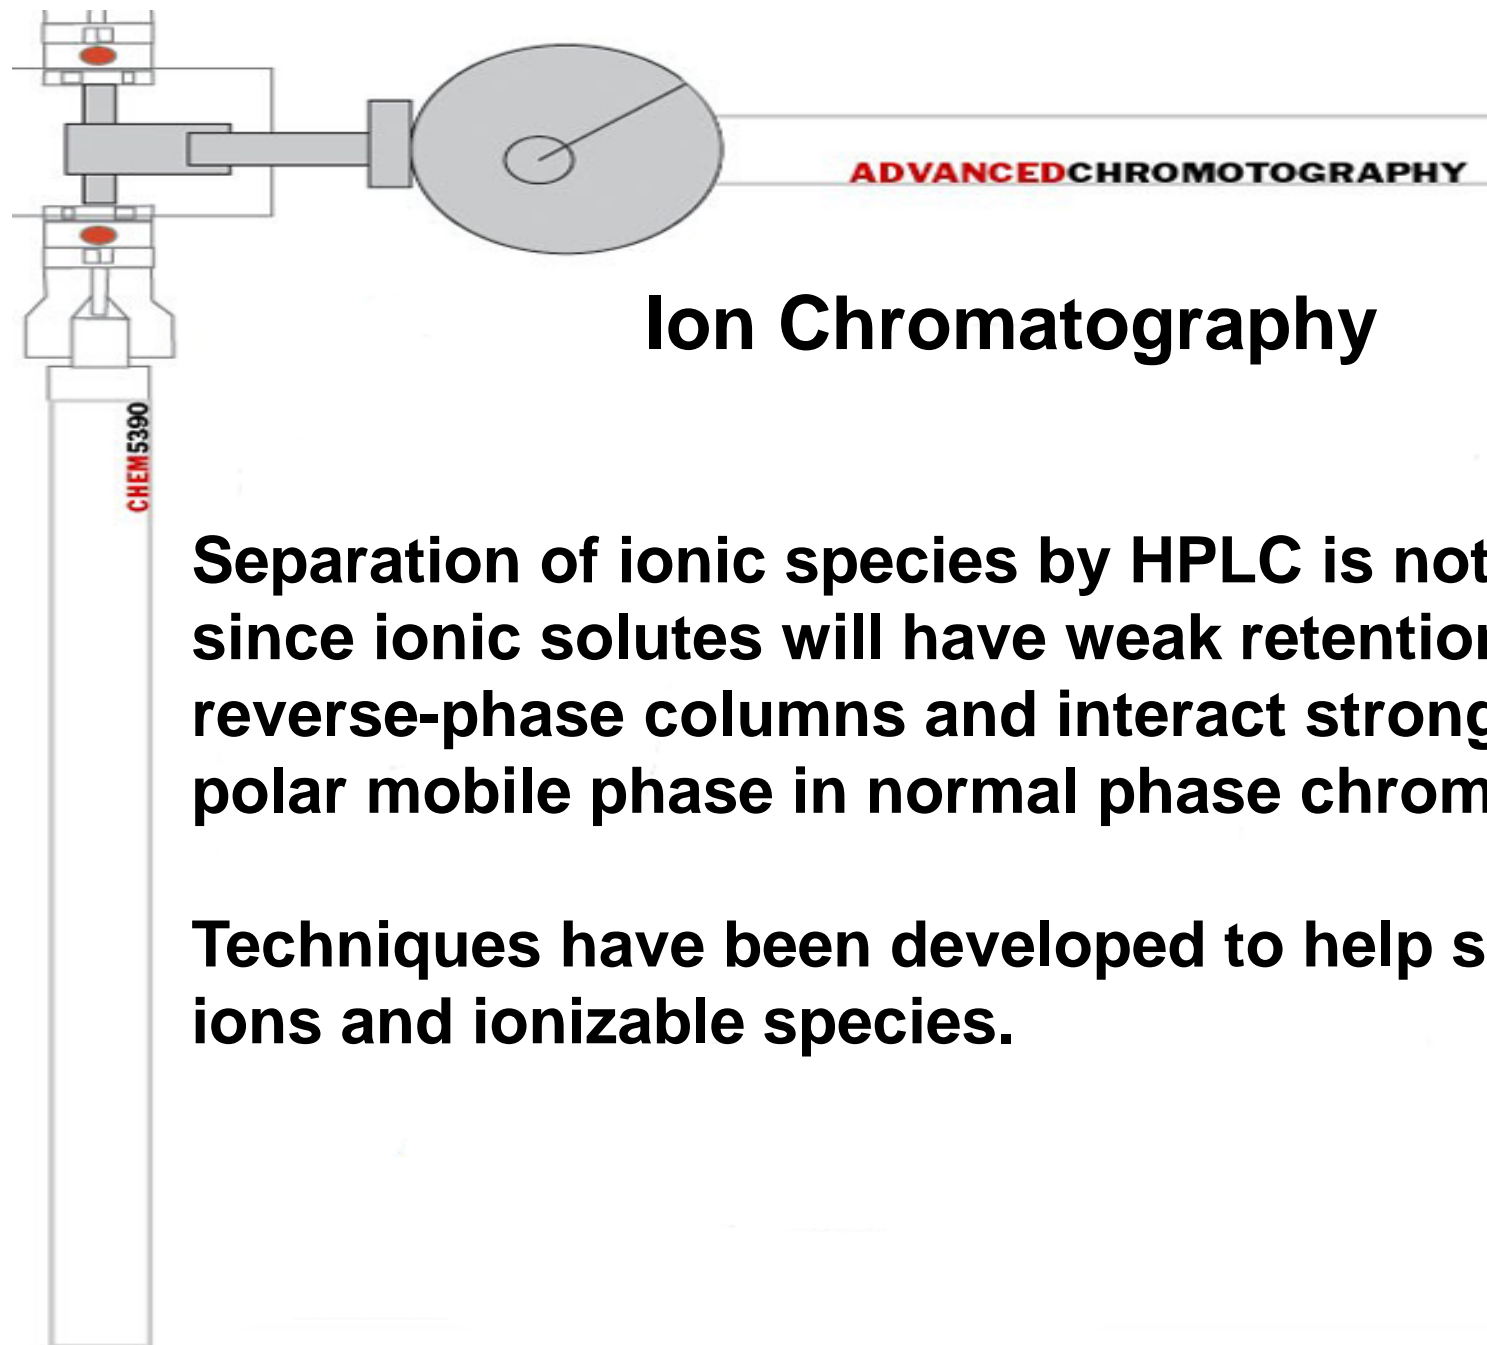 ADVANCEDCHROMOTOGRAPHY
Ion Chromatography
CHEM5390
Separation of ionic species by HPLC is not
since ionic solutes will have weak retention
reverse-phase columns and interact strong
polar mobile phase in normal phase chrom
Techniques have been developed to help s
ions and ionizable species.